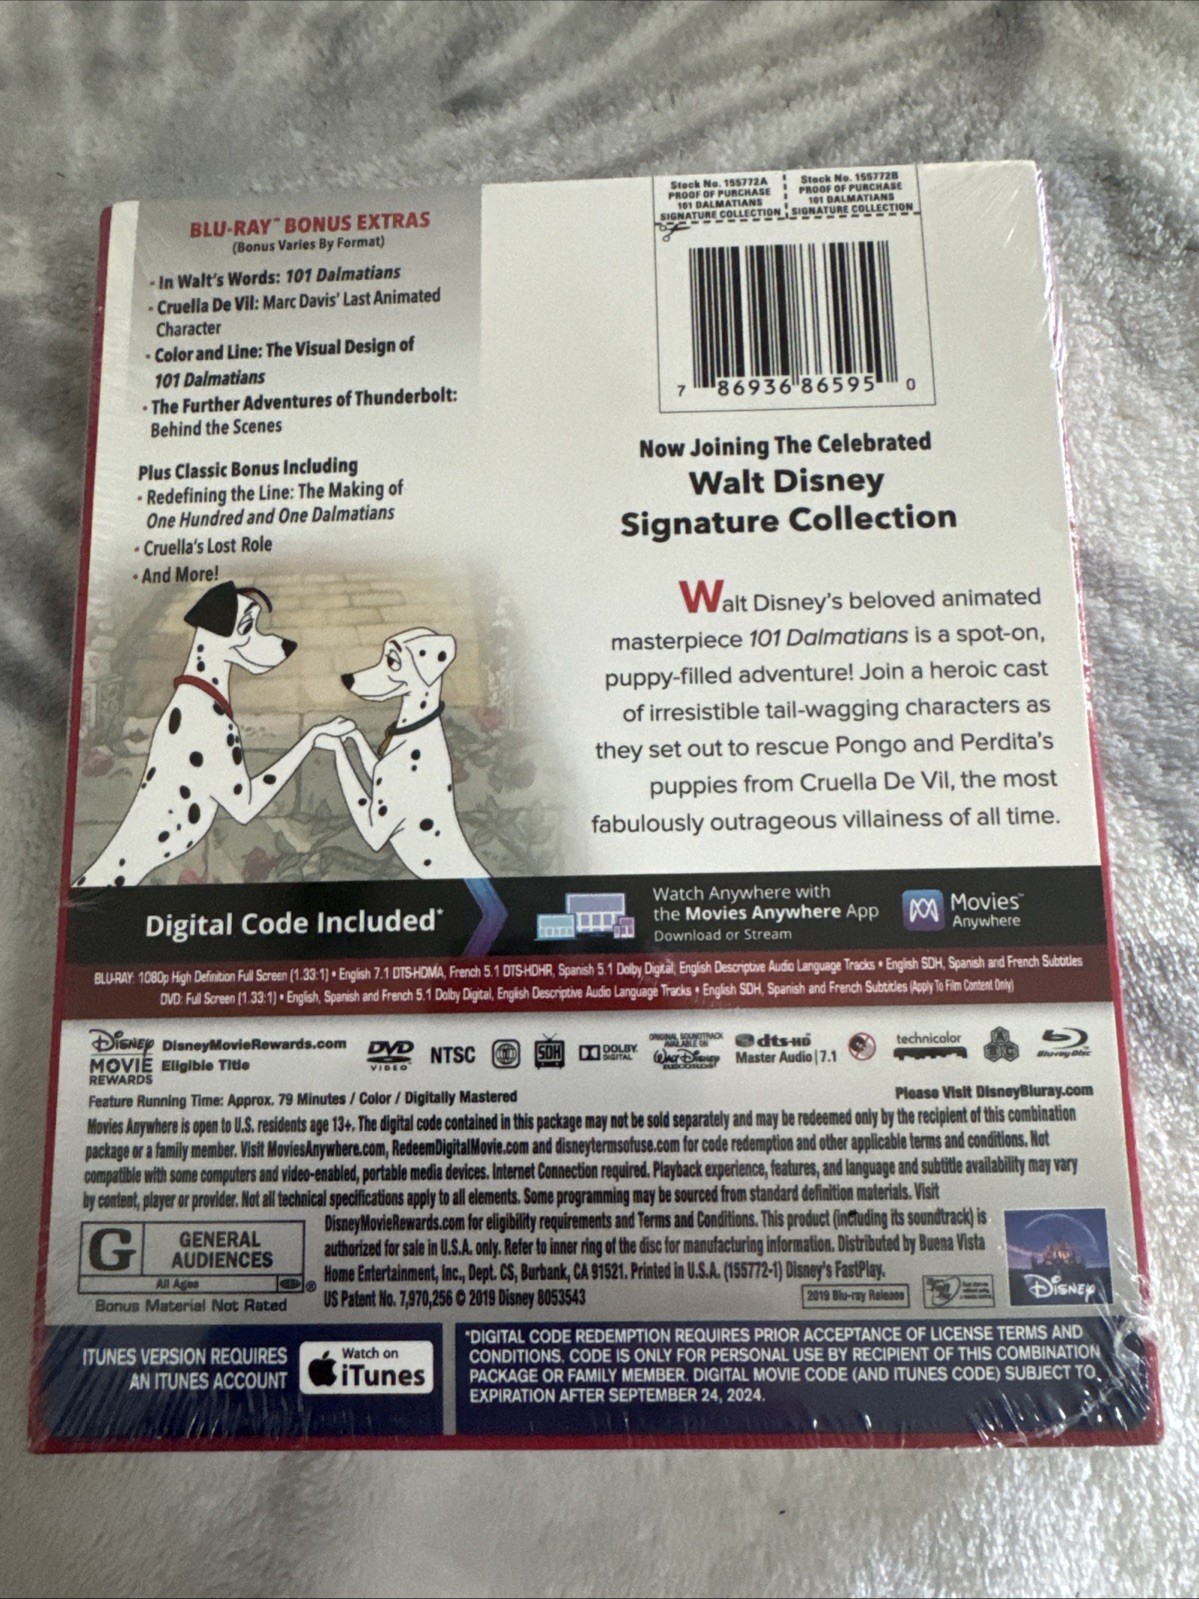 BLU-RAY™ BONUS EXTRAS
(Bonus Varies By Format)
· In Walt's Words: 101 Dalmatians
· Cruella De Vil: Marc Davis' Last Animated
Character
· Color and Line: The Visual Design of
101 Dalmatians
· The Further Adventures of Thunderbolt:
Behind the Scenes
Plus Classic Bonus Including
· Redefining the Line: The Making of
One Hundred and One Dalmatians
· Cruella's Lost Role
· And More!
Stock No. 155772A
PROOF OF PURCHASE
101 DALMATIANS
SIGNATURE COLLECTION
Stock No. 155772B
PROOF OF PURCHASE
101 DALMATIANS
SIGNATURE COLLECTION
7 86936 86595 0
Now Joining The Celebrated
Walt Disney
Signature Collection
Walt Disney's beloved animated
masterpiece 101 Dalmatians is a spot-on,
puppy-filled adventure! Join a heroic cast
of irresistible tail-wagging characters as
they set out to rescue Pongo and Perdita's
puppies from Cruella De Vil, the most
fabulously outrageous villainess of all time.
Digital Code Included*
Watch Anywhere with
the Movies Anywhere App
Download or Stream
Movies™
Anywhere
BLU-RAY: 1080p High Definition Full Screen (1.33:1) • English 7.1 DTS-HDMA, French 5.1 DTS-HDHR, Spanish 5.1 Dolby Digital, English Descriptive Audio Language Tracks • English SDH, Spanish and French Subtitles
DVD: Full Screen (1.33:1) • English, Spanish and French 5.1 Dolby Digital, English Descriptive Audio Language Tracks • English SDH, Spanish and French Subtitles (Apply To Film Content Only)
Disney
MOVIE
REWARDS
DisneyMovieRewards.com
Eligible Title
DVD
VIDEO
NTSC
SDH
DOLBY
DIGITAL
ORIGINAL SOUNDTRACK
AVAILABLE ON
Walt Disney
RECORDS
dts-HD
Master Audio | 7.1
technicolor
Blu-ray Disc
Feature Running Time: Approx. 79 Minutes / Color / Digitally Mastered
Please Visit DisneyBluray.com
Movies Anywhere is open to U.S. residents age 13+. The digital code contained in this package may not be sold separately and may be redeemed only by the recipient of this combination
package or a family member. Visit MoviesAnywhere.com, RedeemDigitalMovie.com and disneytermsofuse.com for code redemption and other applicable terms and conditions. Not
compatible with some computers and video-enabled, portable media devices. Internet Connection required. Playback experience, features, and language and subtitle availability may vary
by content, player or provider. Not all technical specifications apply to all elements. Some programming may be sourced from standard definition materials. Visit
DisneyMovieRewards.com for eligibility requirements and Terms and Conditions. This product (including its soundtrack) is
authorized for sale in U.S.A. only. Refer to inner ring of the disc for manufacturing information. Distributed by Buena Vista
Home Entertainment, Inc., Dept. CS, Burbank, CA 91521. Printed in U.S.A. (155772-1) Disney's FastPlay.
US Patent No. 7,970,256 © 2019 Disney 8053543
G
GENERAL
AUDIENCES
All Ages
®
Bonus Material Not Rated
2019 Blu-ray Release
Disney
ITUNES VERSION REQUIRES
AN ITUNES ACCOUNT
Watch on
iTunes
*DIGITAL CODE REDEMPTION REQUIRES PRIOR ACCEPTANCE OF LICENSE TERMS AND
CONDITIONS. CODE IS ONLY FOR PERSONAL USE BY RECIPIENT OF THIS COMBINATION
PACKAGE OR FAMILY MEMBER. DIGITAL MOVIE CODE (AND ITUNES CODE) SUBJECT TO
EXPIRATION AFTER SEPTEMBER 24, 2024.